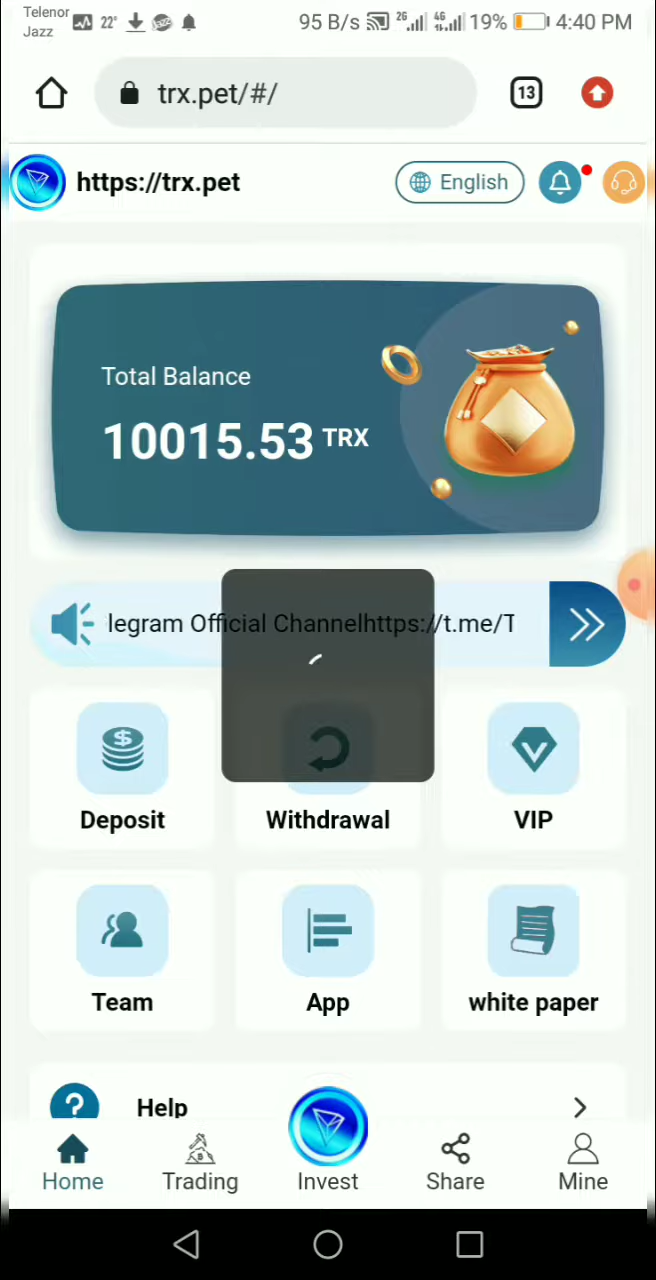 Telenor
Jazz
22°
95 B/s
2G
4G
19%
4:40 PM
trx.pet/#/
13
https://trx.pet
English
Total Balance
10015.53 TRX
legram Official Channelhttps://t.me/T
Deposit
Withdrawal
VIP
Team
App
white paper
Help
Home
Trading
Invest
Share
Mine